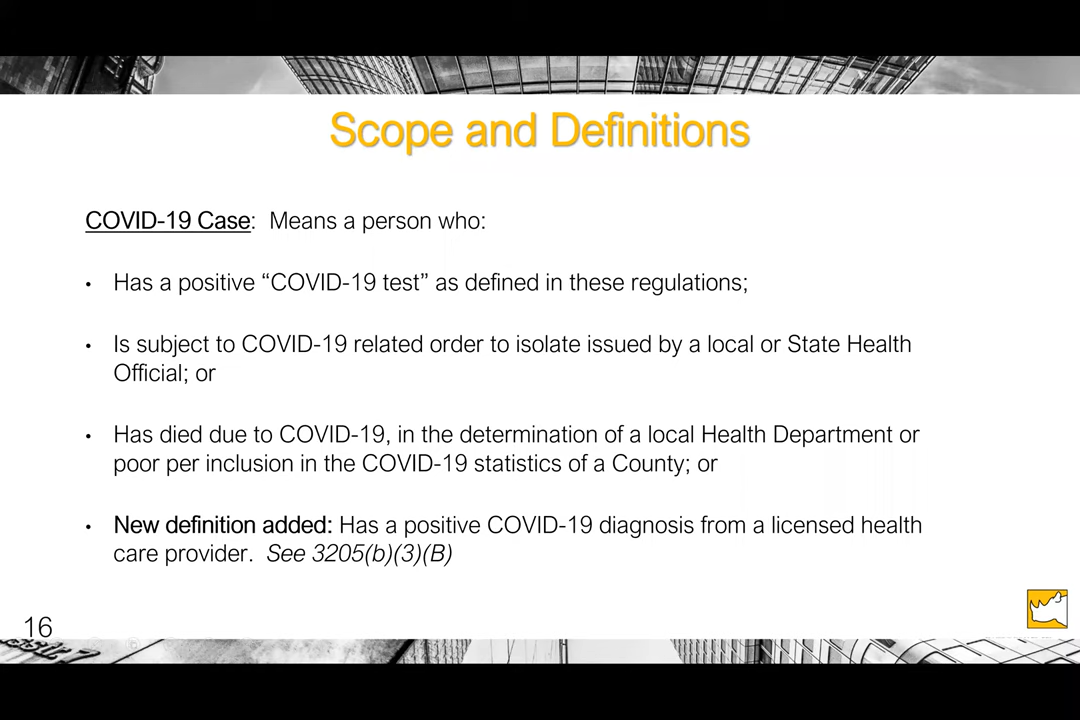 Scope and Definitions
COVID-19 Case: Means a person who:
• Has a positive “COVID-19 test” as defined in these regulations;
• Is subject to COVID-19 related order to isolate issued by a local or State Health
Official; or
• Has died due to COVID-19, in the determination of a local Health Department or
poor per inclusion in the COVID-19 statistics of a County; or
• New definition added: Has a positive COVID-19 diagnosis from a licensed health
care provider. See 3205(b)(3)(B)
16